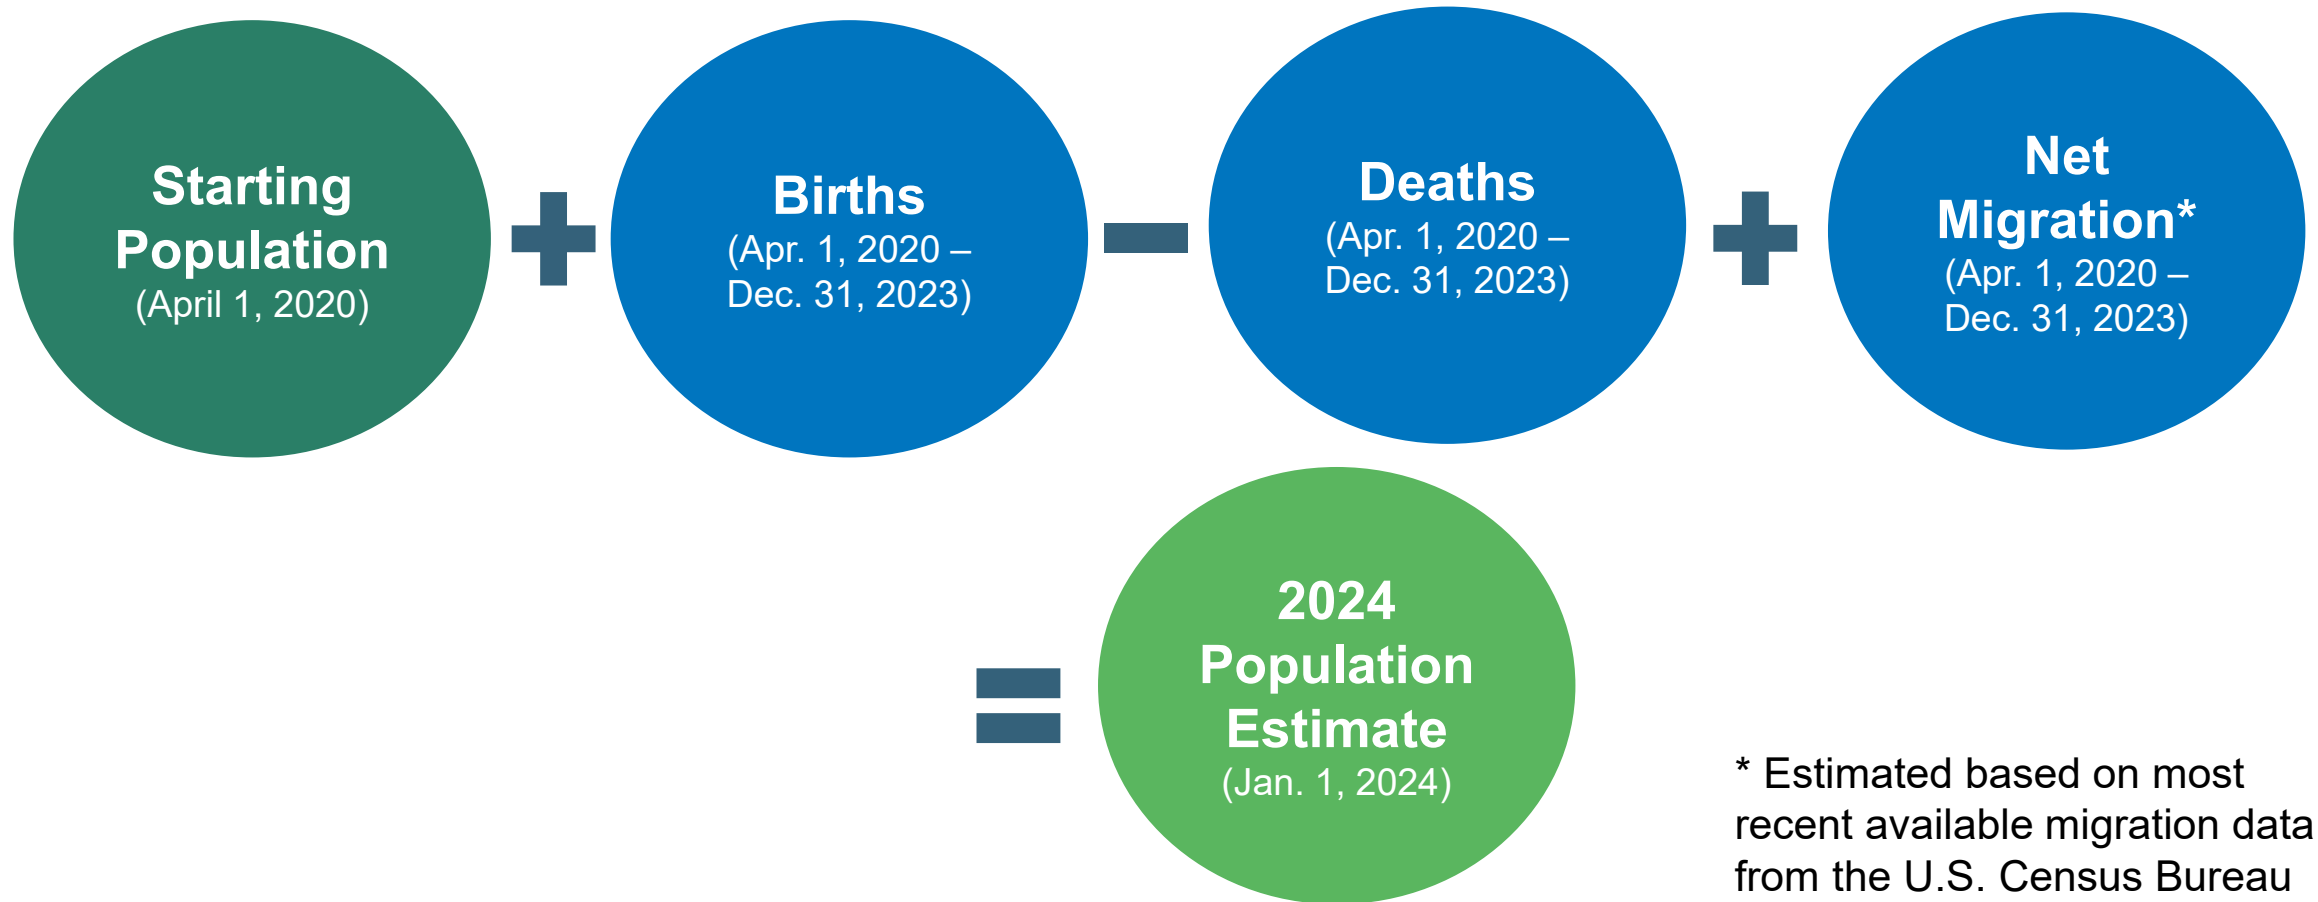 Starting
Population
(April 1, 2020)
Births
(Apr. 1, 2020 –
Dec. 31, 2023)
Deaths
(Apr. 1, 2020 –
Dec. 31, 2023)
Net
Migration*
(Apr. 1, 2020 –
Dec. 31, 2023)
2024
Population
Estimate
(Jan. 1, 2024)
* Estimated based on most
recent available migration data
from the U.S. Census Bureau